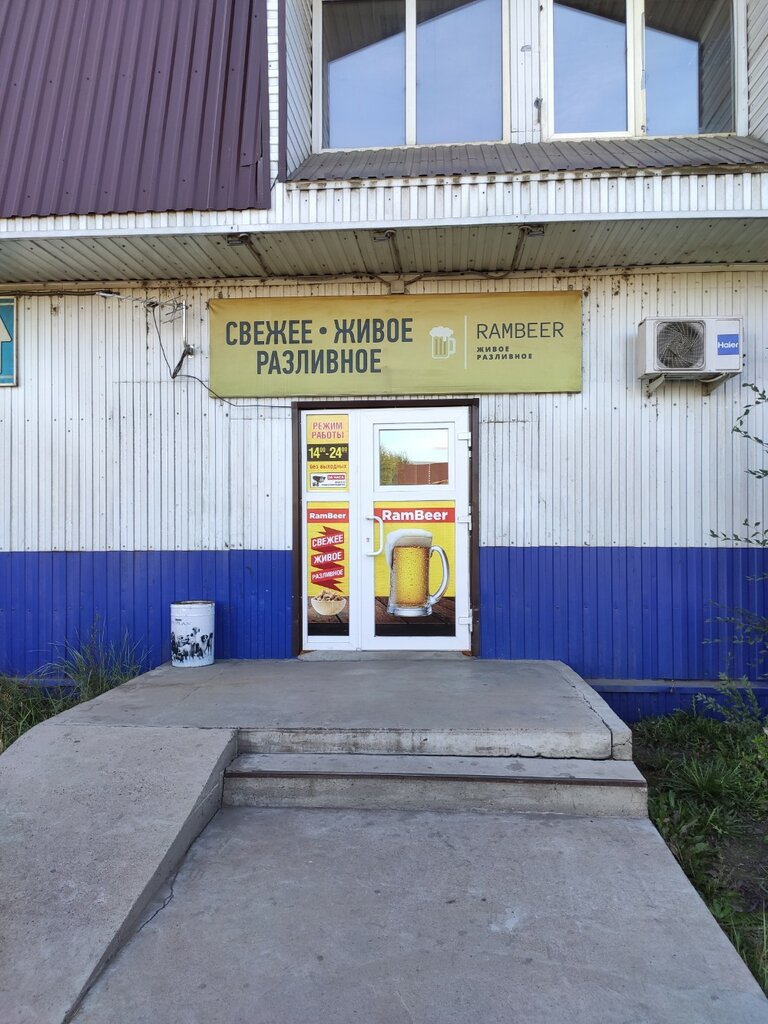 СВЕЖЕЕ • ЖИВОЕ
РАЗЛИВНОЕ
RAMBEER
ЖИВОЕ
РАЗЛИВНОЕ
Haier
РЕЖИМ
РАБОТЫ
14⁰⁰-24⁰⁰
БЕЗ ВЫХОДНЫХ
RamBeer
СВЕЖЕЕ
ЖИВОЕ
РАЗЛИВНОЕ
RamBeer